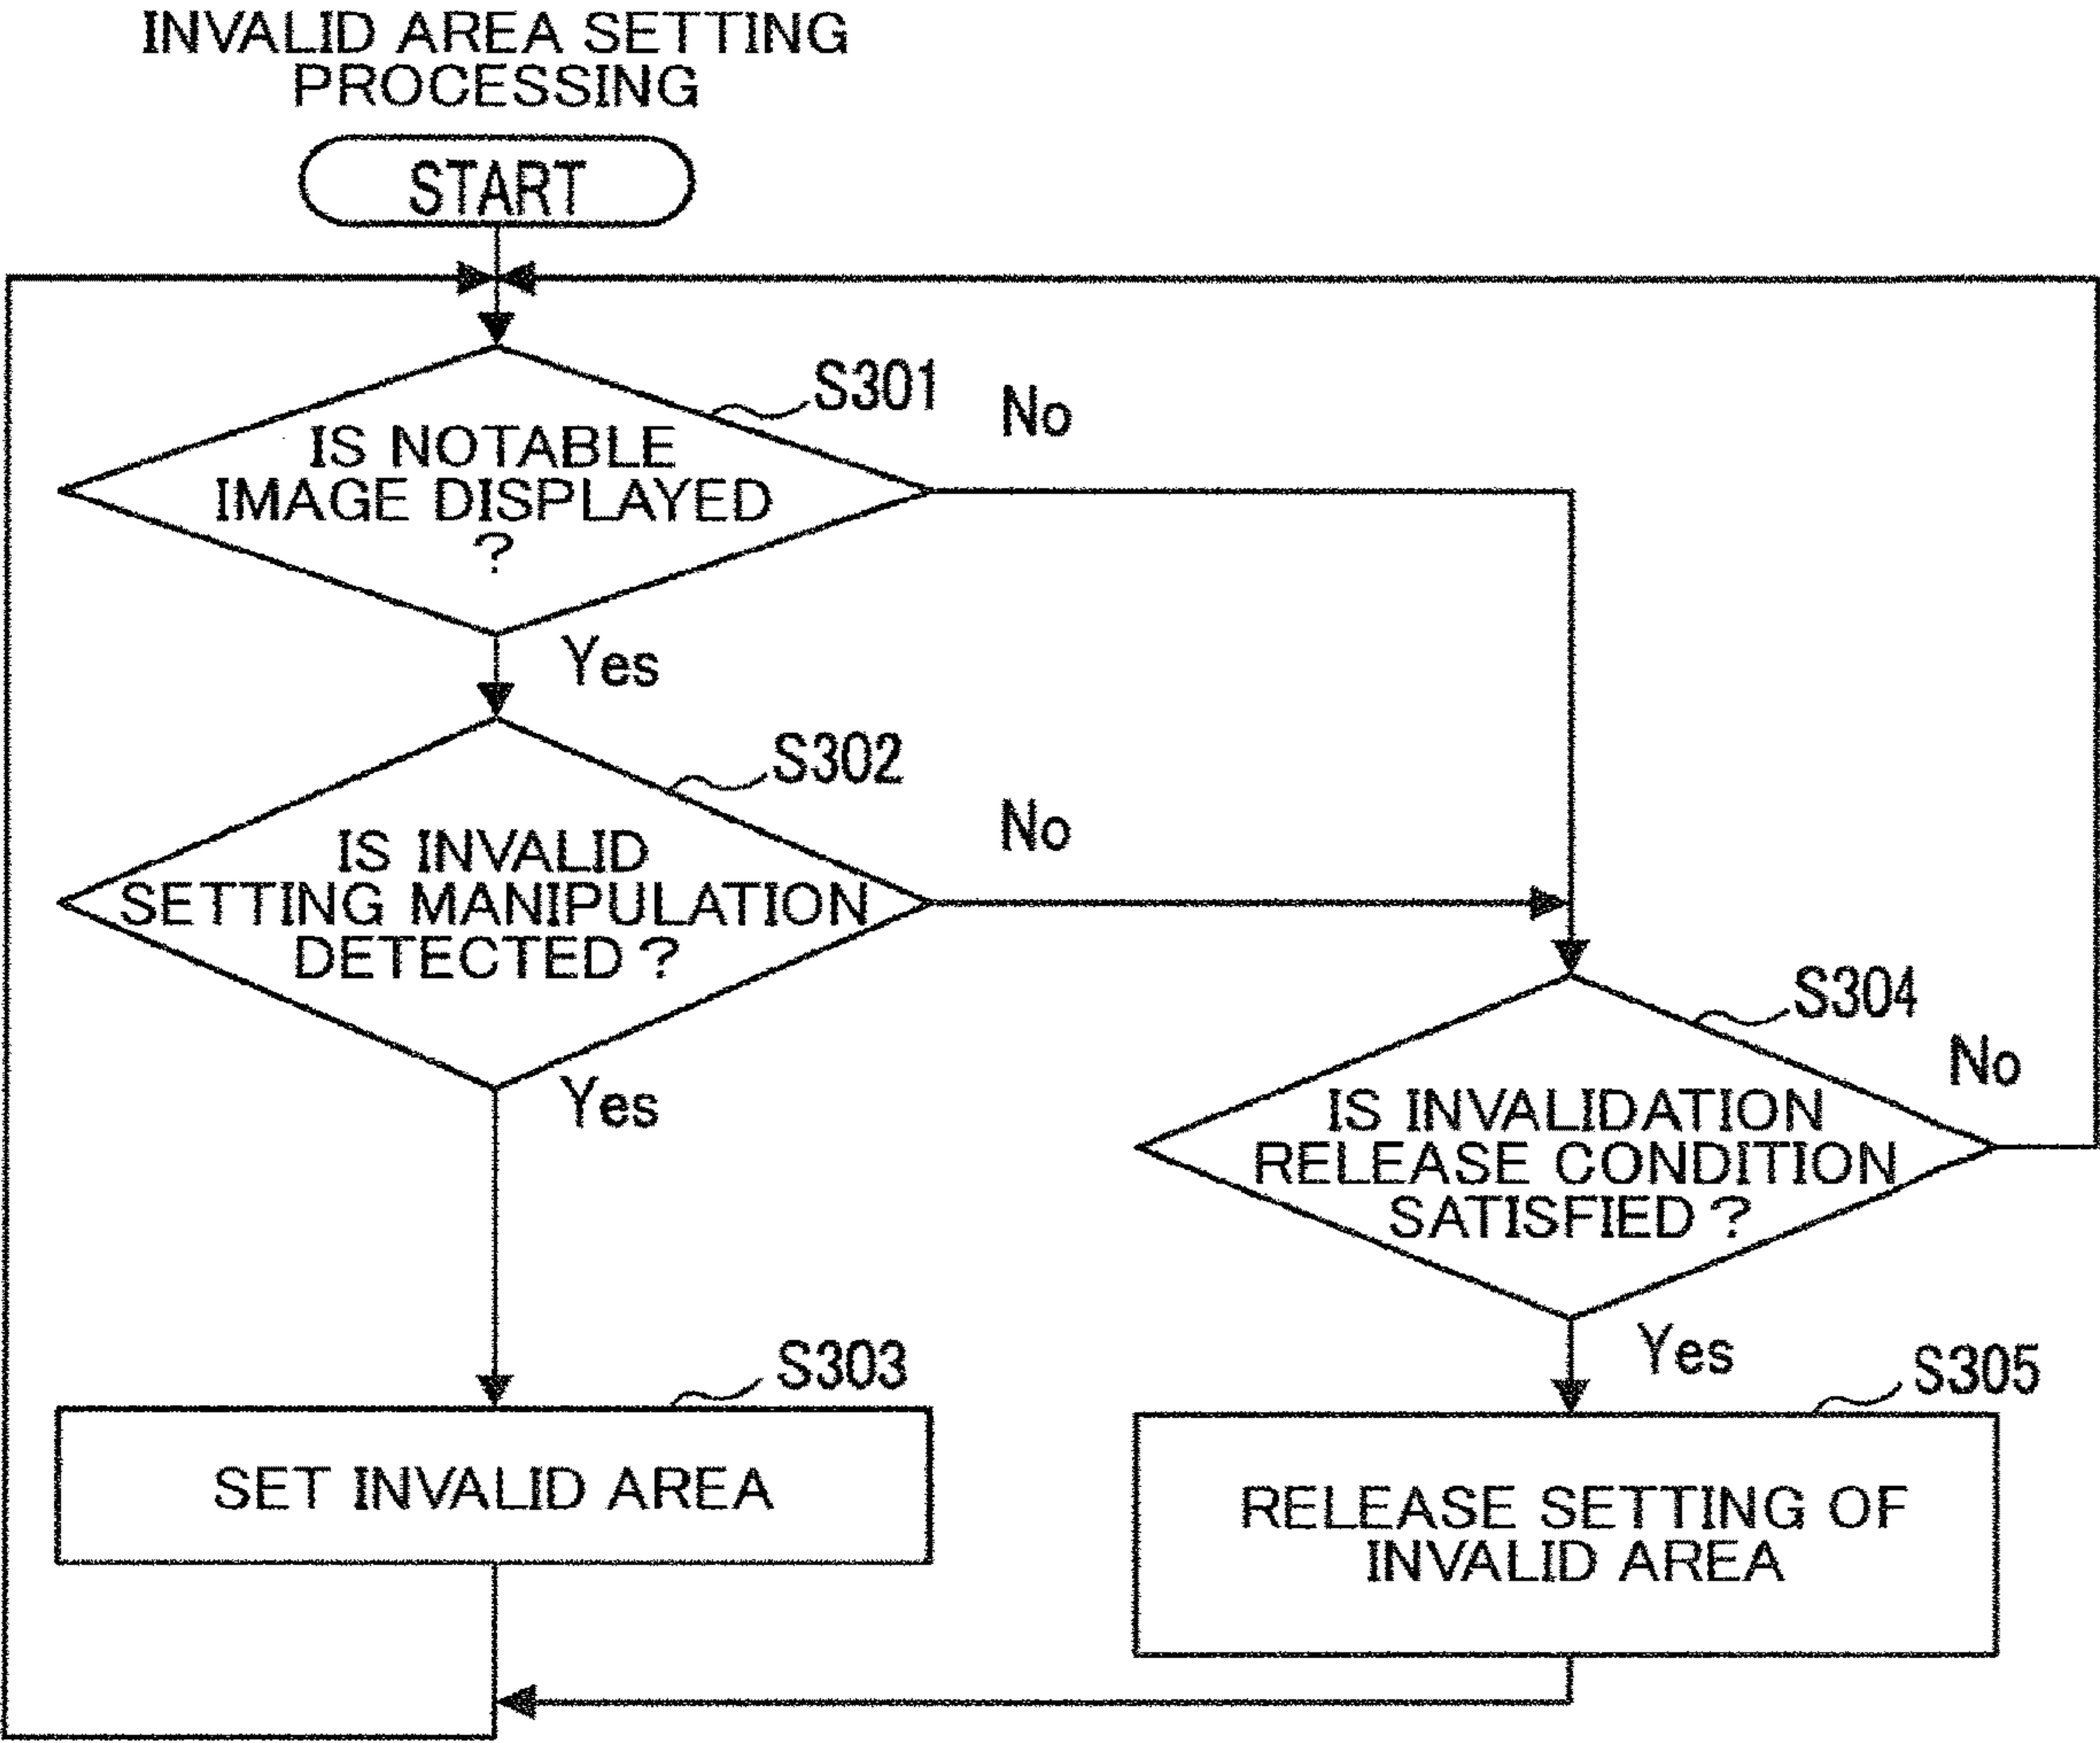 INVALID AREA SETTING
PROCESSING
START
S301
No
IS NOTABLE
IMAGE DISPLAYED
?
Yes
S302
No
IS INVALID
SETTING MANIPULATION
DETECTED ?
Yes
S304
No
IS INVALIDATION
RELEASE CONDITION
SATISFIED ?
Yes
S303
SET INVALID AREA
S305
RELEASE SETTING OF
INVALID AREA